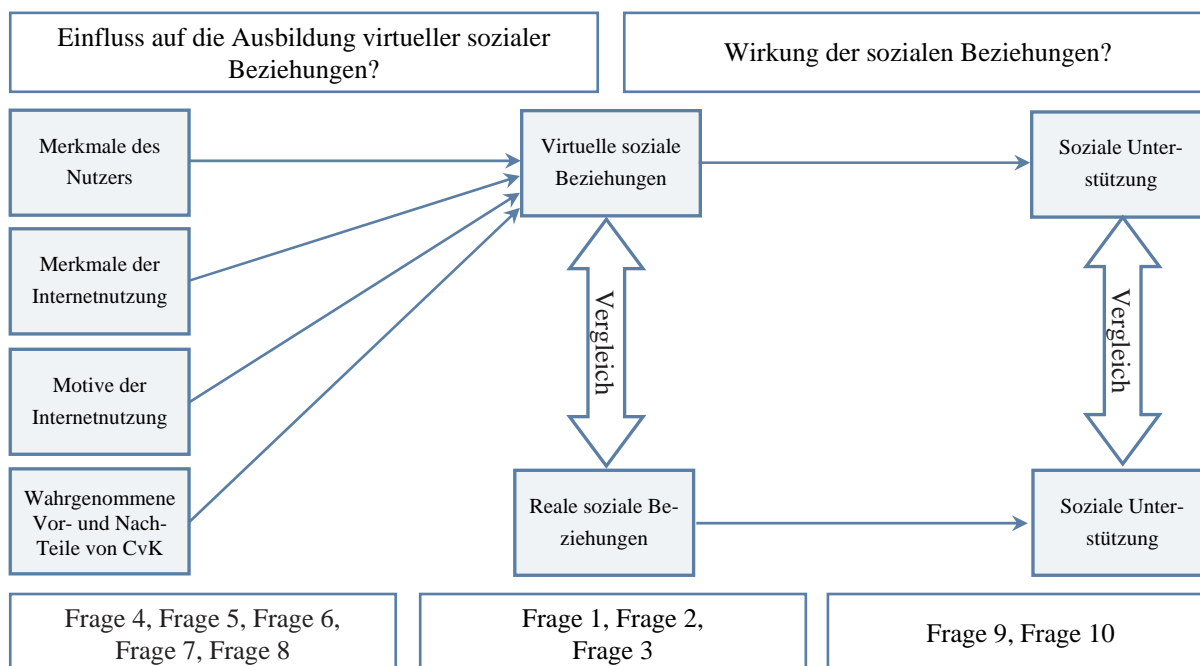 Einfluss auf die Ausbildung virtueller sozialer
Beziehungen?
Wirkung der sozialen Beziehungen?
Merkmale des
Nutzers
Virtuelle soziale
Beziehungen
Soziale Unter-
stützung
Merkmale der
Internetnutzung
Vergleich
Vergleich
Motive der
Internetnutzung
Wahrgenommene
Vor- und Nach-
Teile von CvK
Reale soziale Be-
ziehungen
Soziale Unter-
stützung
Frage 4, Frage 5, Frage 6,
Frage 7, Frage 8
Frage 1, Frage 2,
Frage 3
Frage 9, Frage 10